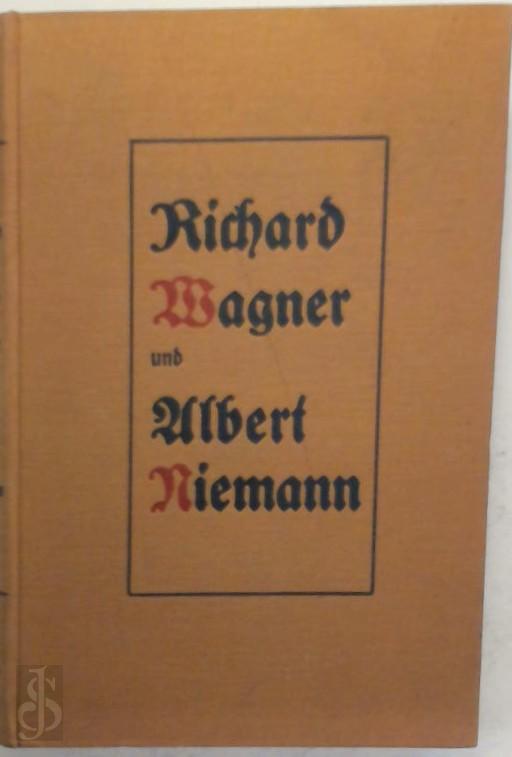 Richard
Wagner
und
Albert
Niemann